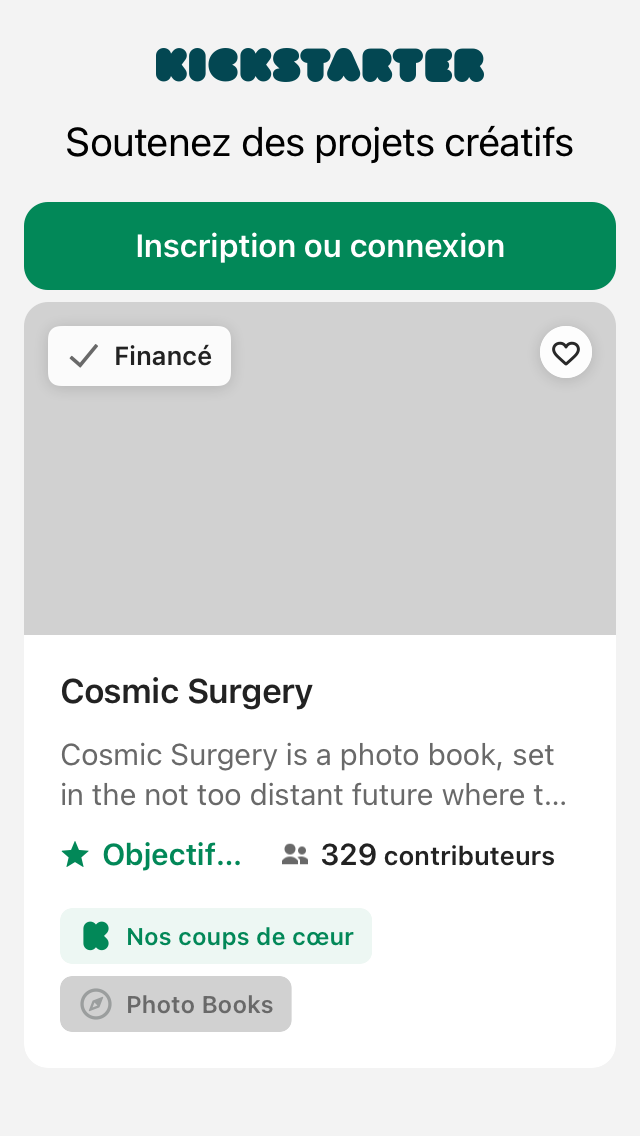 KICKSTARTER
Soutenez des projets créatifs
Inscription ou connexion
Financé
Cosmic Surgery
Cosmic Surgery is a photo book, set
in the not too distant future where t...
Objectif...
329 contributeurs
Nos coups de cœur
Photo Books